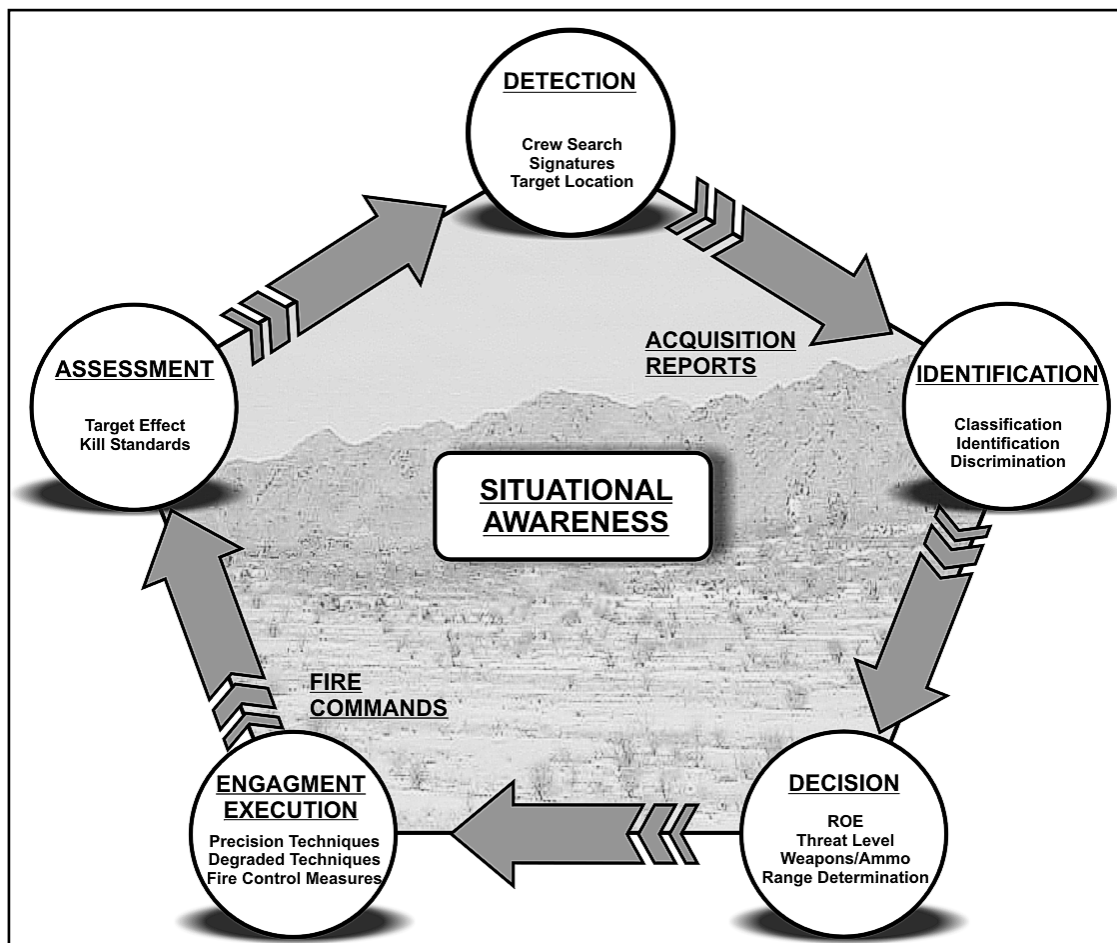 DETECTION
Crew Search
Signatures
Target Location
ACQUISITION
REPORTS
IDENTIFICATION
Classification
Identification
Discrimination
ASSESSMENT
Target Effect
Kill Standards
SITUATIONAL
AWARENESS
FIRE
COMMANDS
DECISION
ROE
Threat Level
Weapons/Ammo
Range Determination
ENGAGMENT
EXECUTION
Precision Techniques
Degraded Techniques
Fire Control Measures